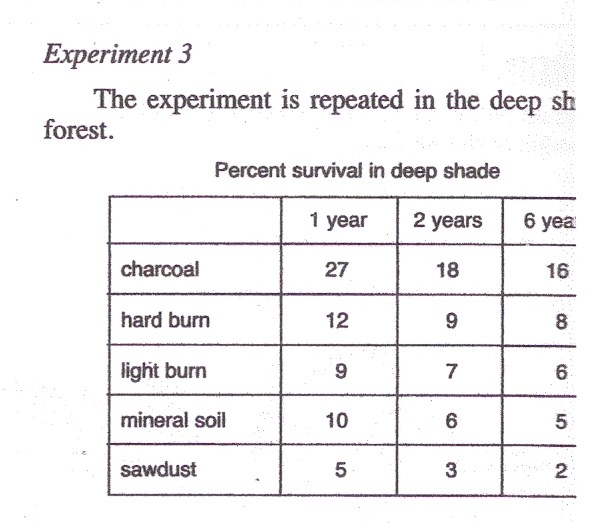 Experiment 3
The experiment is repeated in the deep sh
forest.
Percent survival in deep shade
1 year 2 years 6 yea
charcoal 27 18 16
hard burn 12 9 8
light burn 9 7 6
mineral soil 10 6 5
sawdust 5 3 2